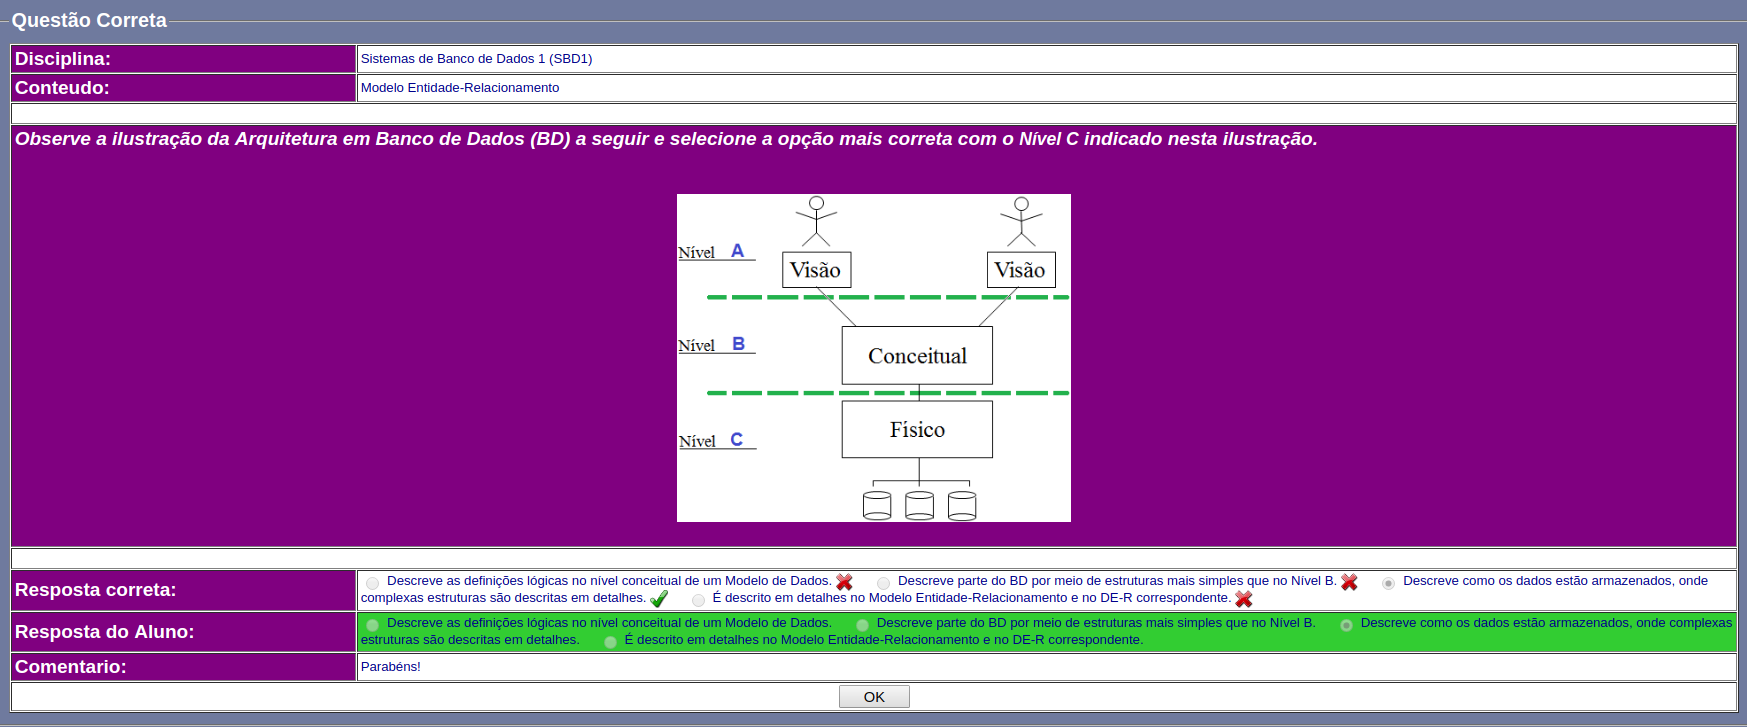 Questão Correta
Disciplina:
Sistemas de Banco de Dados 1 (SBD1)
Conteudo:
Modelo Entidade-Relacionamento
Observe a ilustração da Arquitetura em Banco de Dados (BD) a seguir e selecione a opção mais correta com o Nível C indicado nesta ilustração.
Nível A
Visão
Visão
Nível B
Conceitual
Físico
Nível C
Resposta correta:
Descreve as definições lógicas no nível conceitual de um Modelo de Dados. Descreve parte do BD por meio de estruturas mais simples que no Nível B. Descreve como os dados estão armazenados, onde
complexas estruturas são descritas em detalhes. É descrito em detalhes no Modelo Entidade-Relacionamento e no DE-R correspondente.
Resposta do Aluno:
Descreve as definições lógicas no nível conceitual de um Modelo de Dados. Descreve parte do BD por meio de estruturas mais simples que no Nível B. Descreve como os dados estão armazenados, onde complexas
estruturas são descritas em detalhes. É descrito em detalhes no Modelo Entidade-Relacionamento e no DE-R correspondente.
Comentario:
Parabéns!
OK